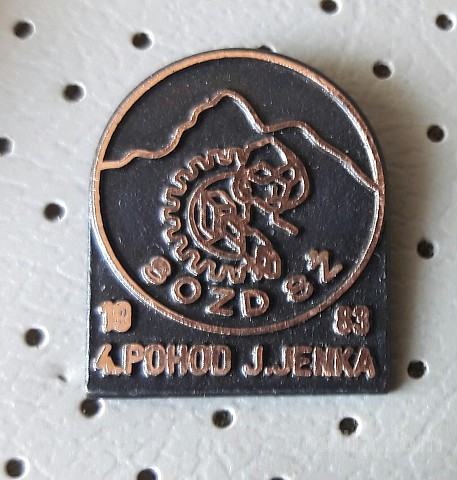 SOZD SŽ
19 83
4. POHOD J. JENKA